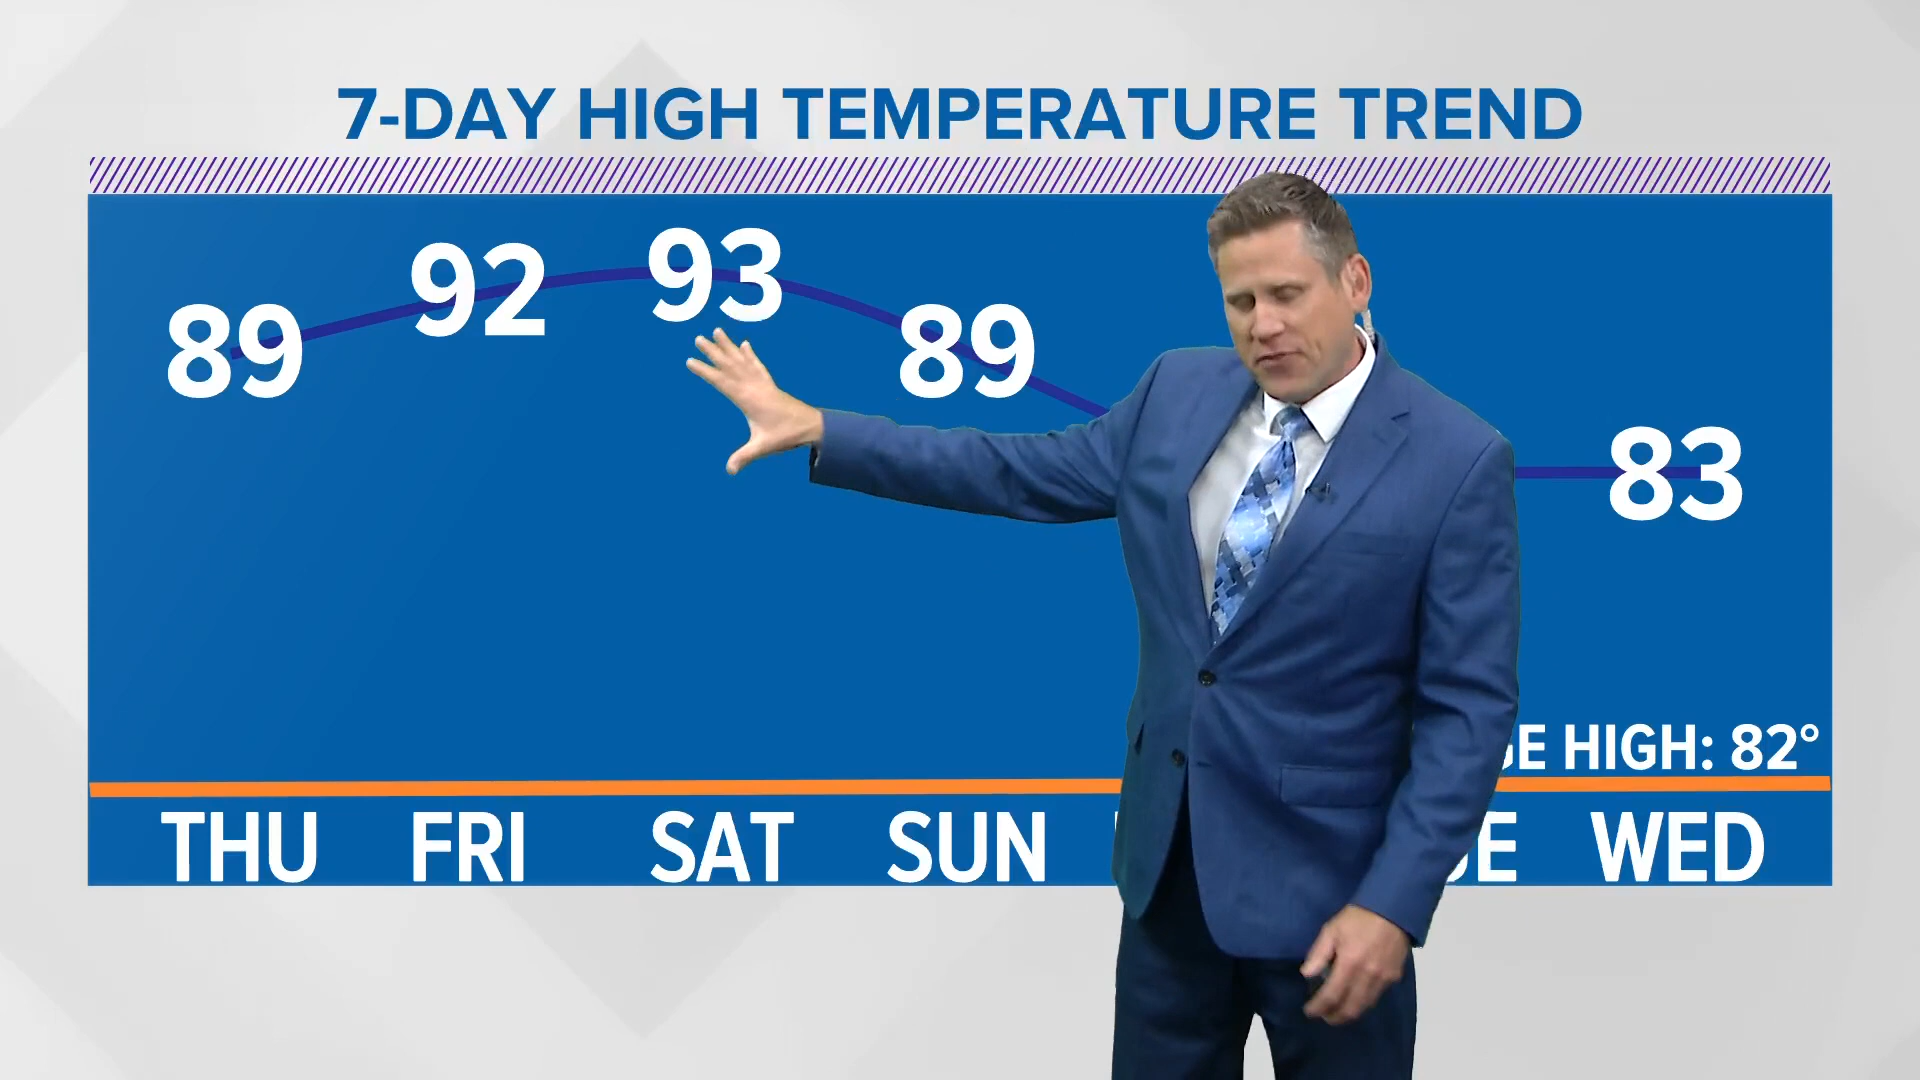 7-DAY HIGH TEMPERATURE TREND
89 92 93 89 83
HIGH: 82°
THU FRI SAT SUN WED